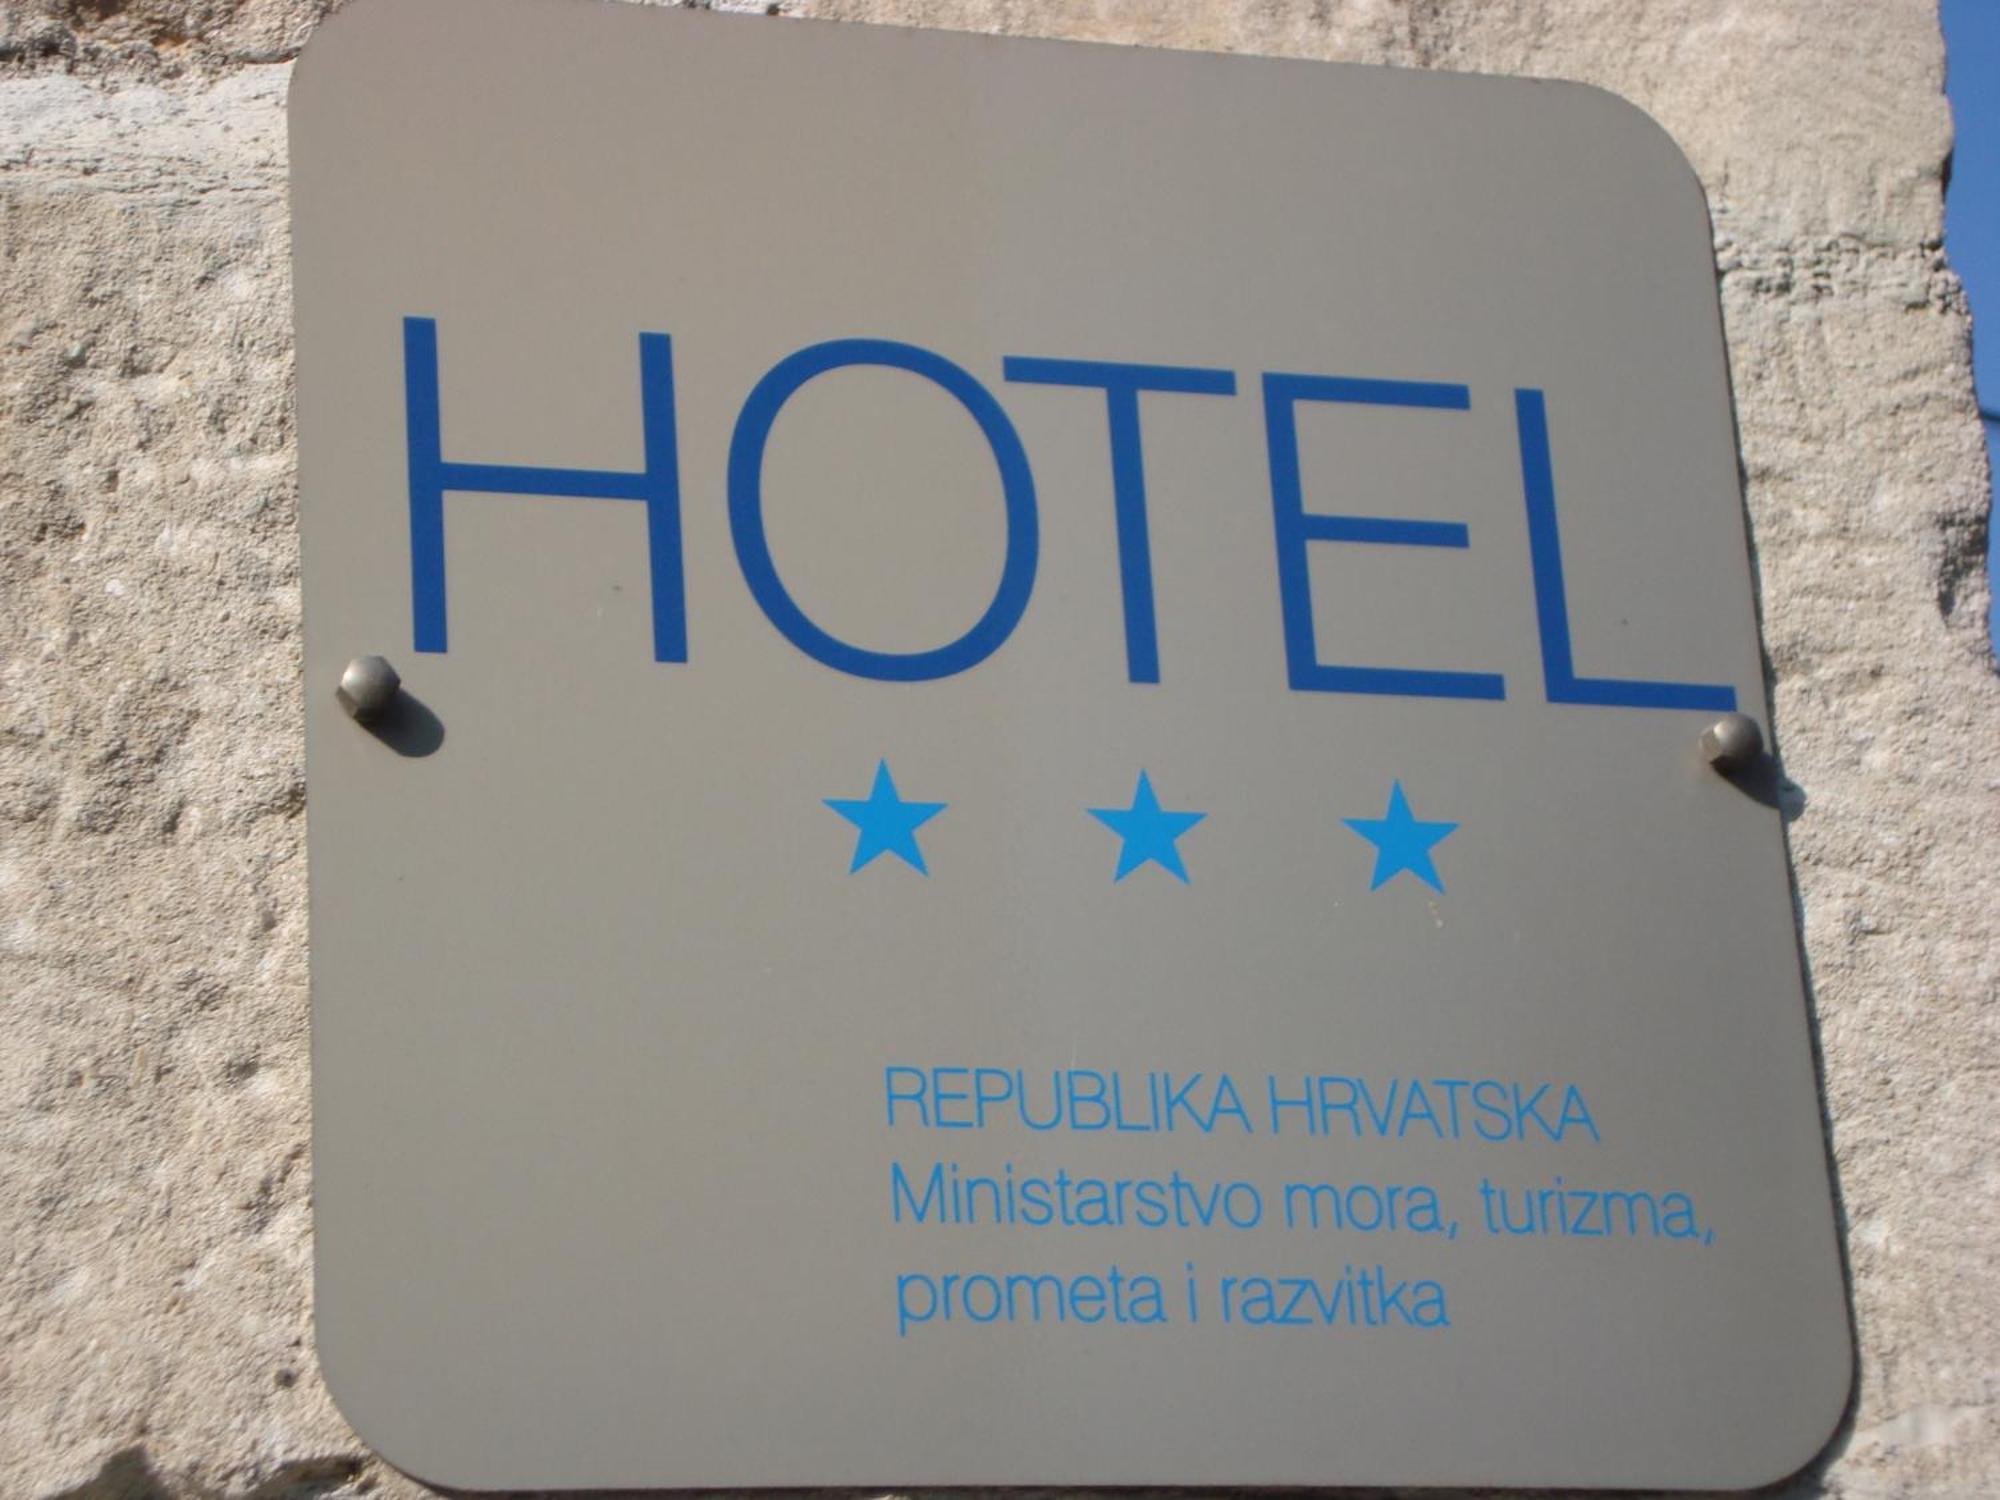 HOTEL
REPUBLIKA HRVATSKA
Ministarstvo mora, turizma,
prometa i razvitka